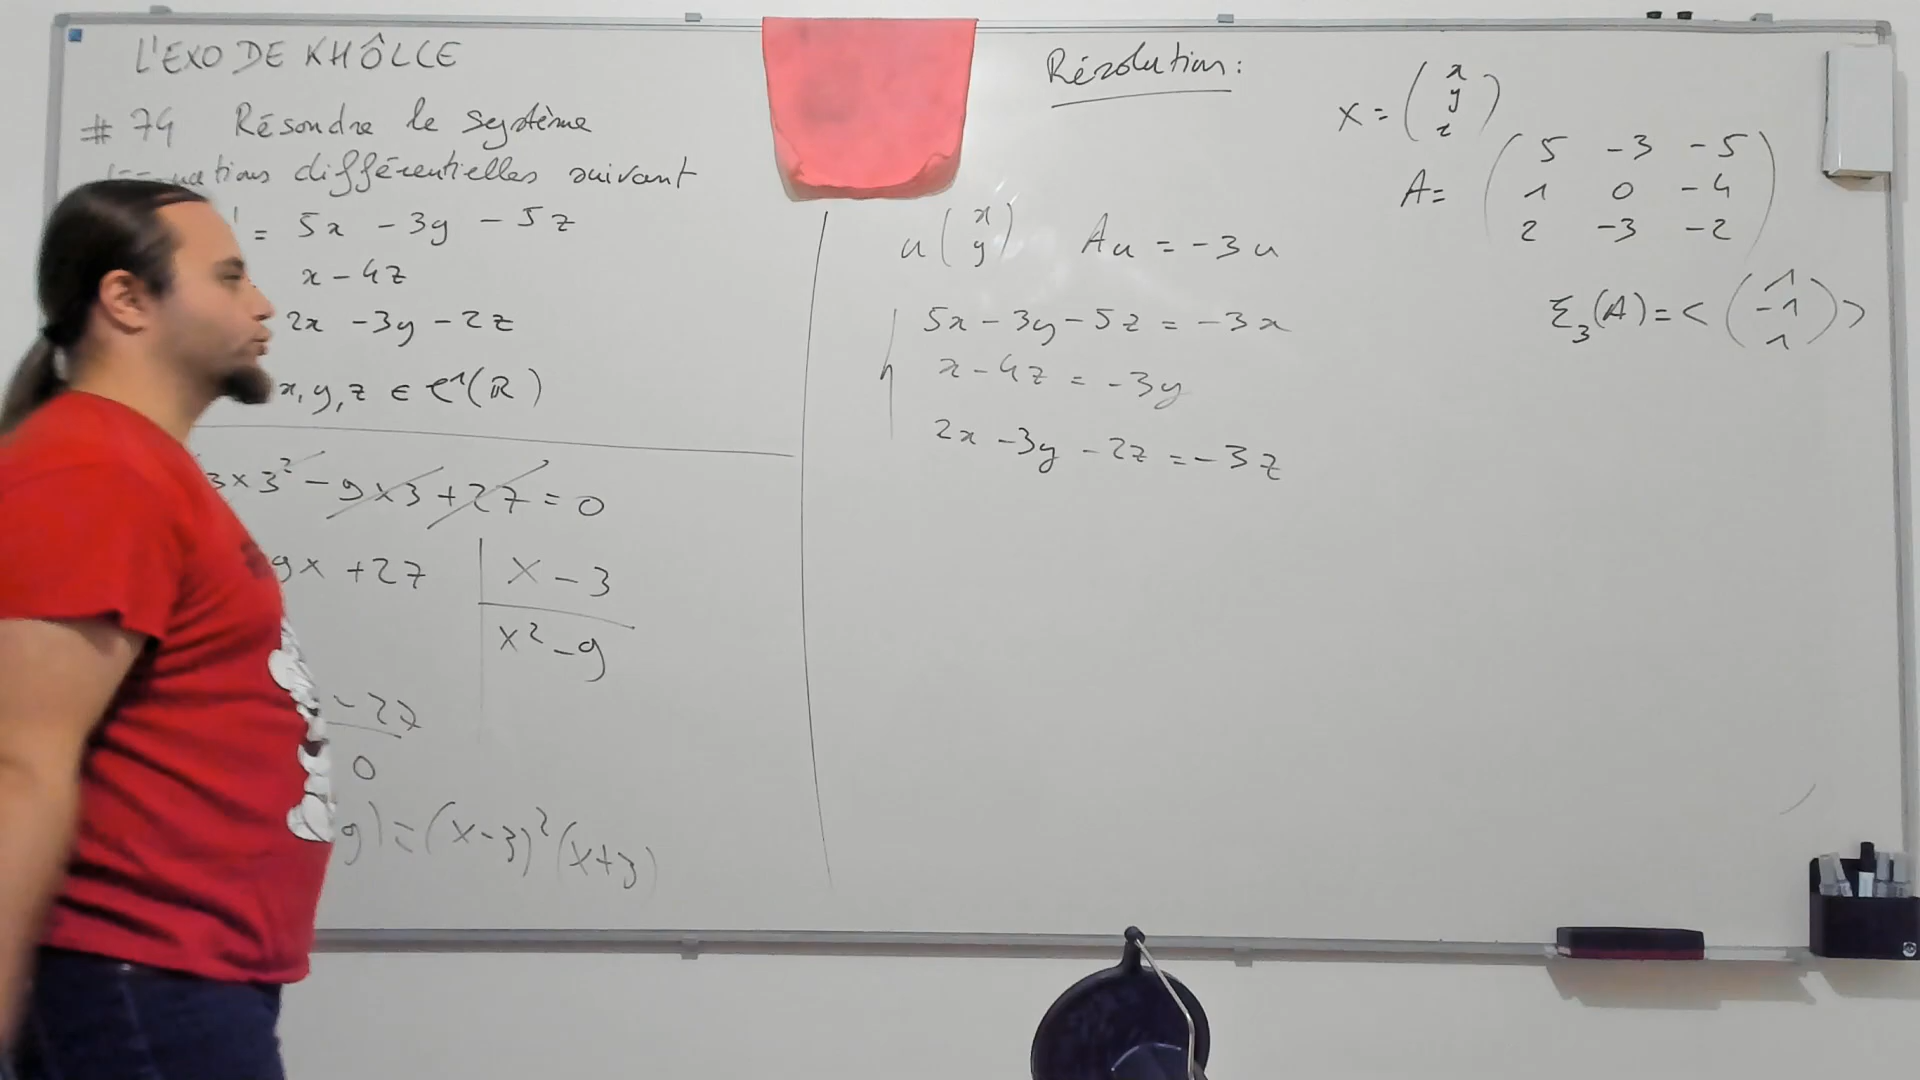 L'EXO DE KHÔLLE
# 74 Résoudre le système
uations différentielles suivant
' = 5x - 3y - 5z
x - 4z
2x - 3y - 2z
x, y, z ∈ C¹(ℝ)
3×3² - 9×3 + 27 = 0
9x + 27 | X - 3
x² - 9
- 27
0
9) = (x-3)²(x+3)
Résolution:
X = (x y z)
A = (5 -3 -5
1 0 -4
2 -3 -2)
u (x y) Au = -3u
5x - 3y - 5z = -3x
x - 4z = -3y
2x - 3y - 2z = -3z
E₃(A) = < (1 -1 1) >